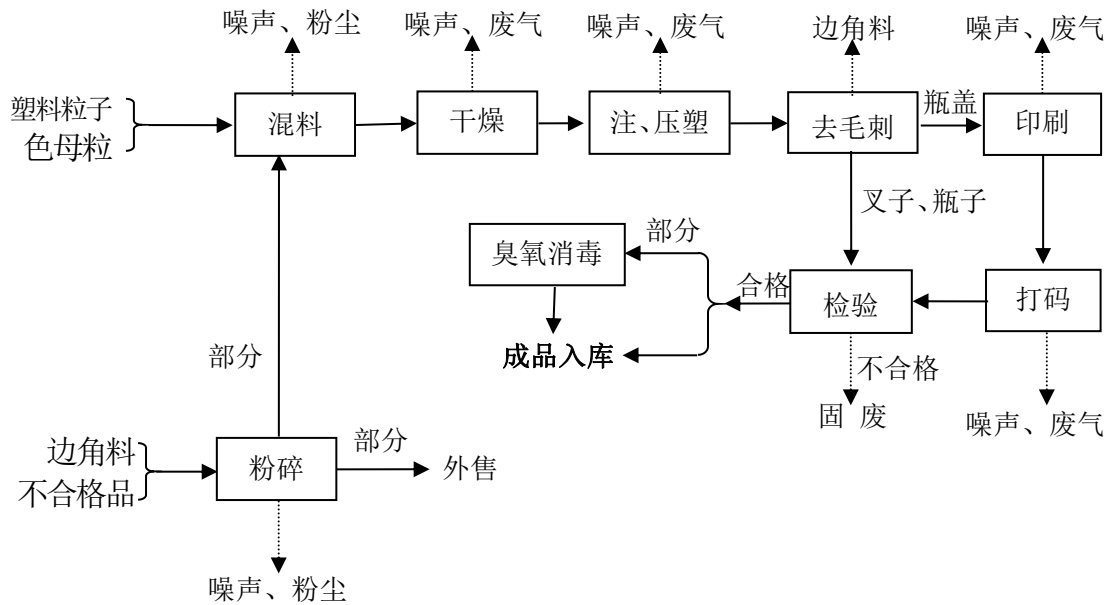 噪声、粉尘
噪声、废气
噪声、废气
边角料
噪声、废气
塑料粒子
色母粒
混料
干燥
注、压塑
去毛刺
瓶盖
印刷
叉子、瓶子
部分
臭氧消毒
合格
检验
打码
成品入库
部分
不合格
固 废
噪声、废气
边角料
不合格品
粉碎
部分
外售
噪声、粉尘